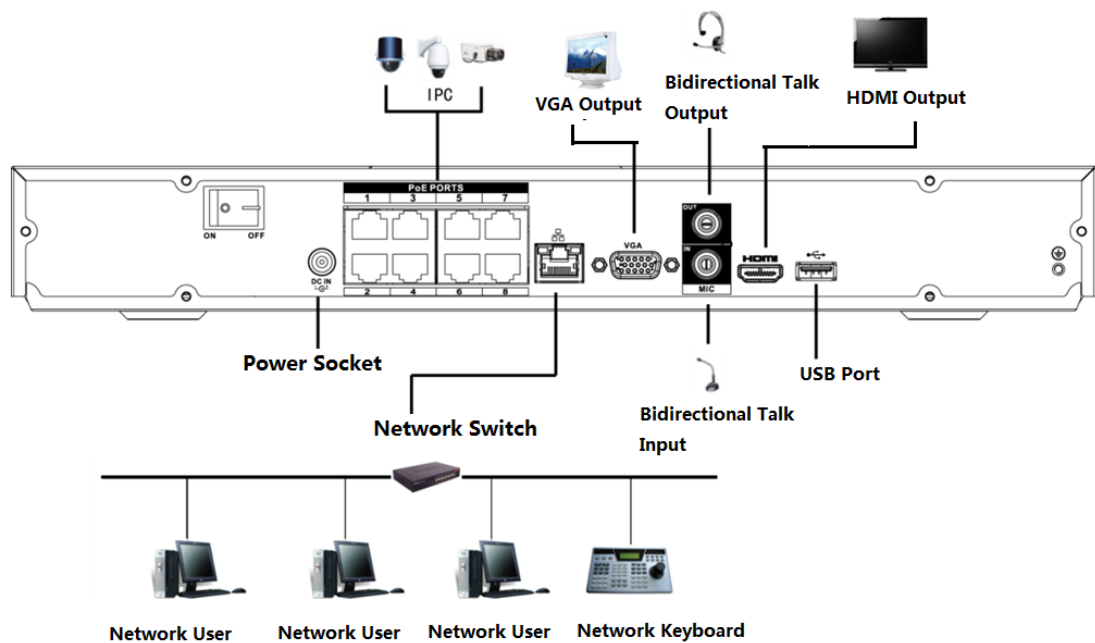 IPC
VGA Output
Bidirectional Talk
Output
HDMI Output
PoE PORTS
1 3 5 7
ON OFF
DC IN
2 4 6 8
VGA
OUT
IN
MIC
HDMI
Power Socket
Network Switch
Bidirectional Talk
Input
USB Port
Network User
Network User
Network User
Network Keyboard